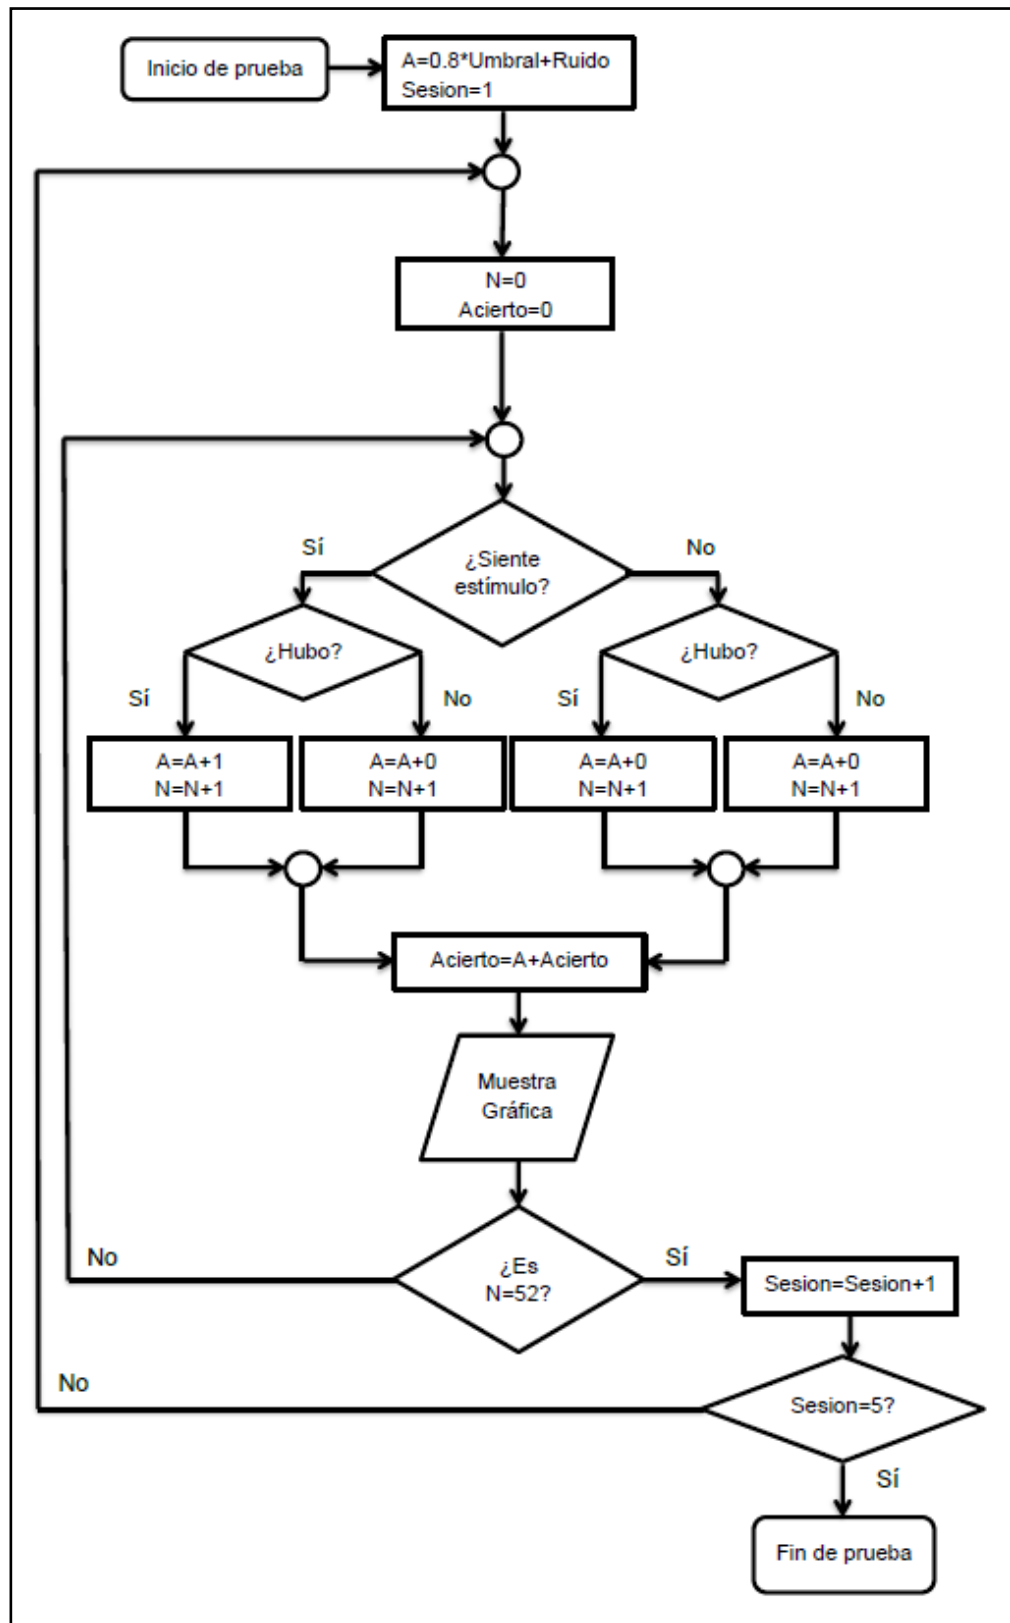 Inicio de prueba
A=0.8*Umbral+Ruido
Sesion=1
N=0
Acierto=0
¿Siente
estímulo?
Sí
No
¿Hubo?
¿Hubo?
Sí
No
Sí
No
A=A+1
N=N+1
A=A+0
N=N+1
A=A+0
N=N+1
A=A+0
N=N+1
Acierto=A+Acierto
Muestra
Gráfica
¿Es
N=52?
No
Sí
Sesion=Sesion+1
No
Sesion=5?
Sí
Fin de prueba